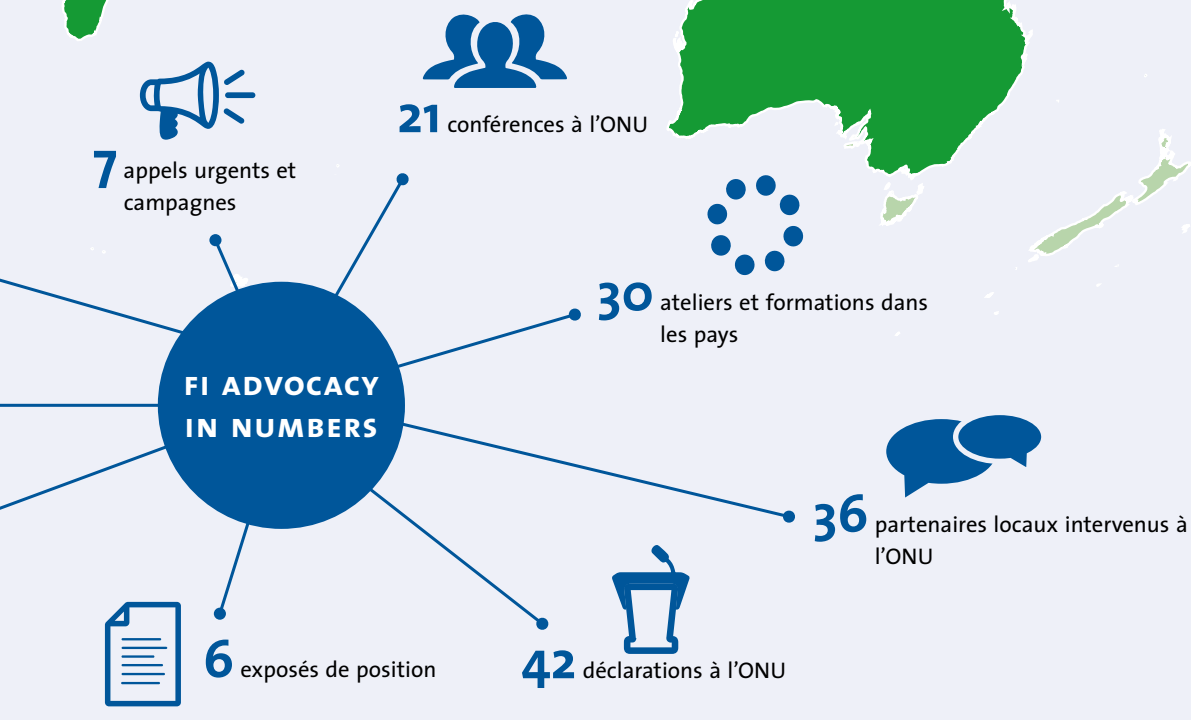 21 conférences à l'ONU
7 appels urgents et
campagnes
30 ateliers et formations dans
les pays
FI ADVOCACY
IN NUMBERS
36 partenaires locaux intervenus à
l'ONU
6 exposés de position
42 déclarations à l'ONU